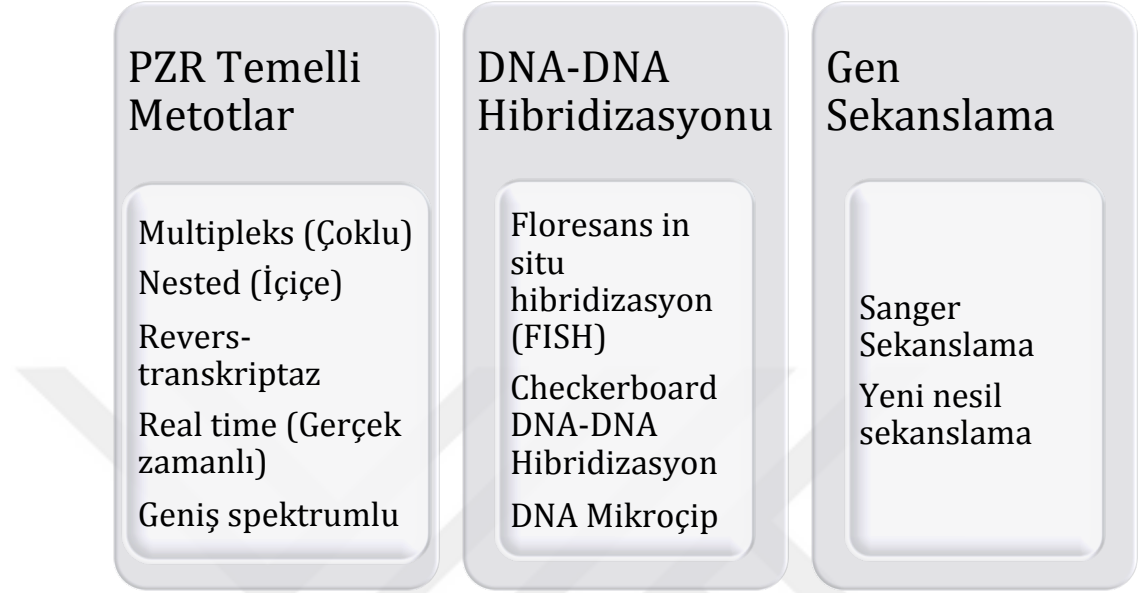 PZR Temelli
Metotlar
Multipleks (Çoklu)
Nested (İçiçe)
Revers-
transkriptaz
Real time (Gerçek
zamanlı)
Geniş spektrumlu
DNA-DNA
Hibridizasyonu
Floresans in
situ
hibridizasyon
(FISH)
Checkerboard
DNA-DNA
Hibridizasyon
DNA Mikroçip
Gen
Sekanslama
Sanger
Sekanslama
Yeni nesil
sekanslama